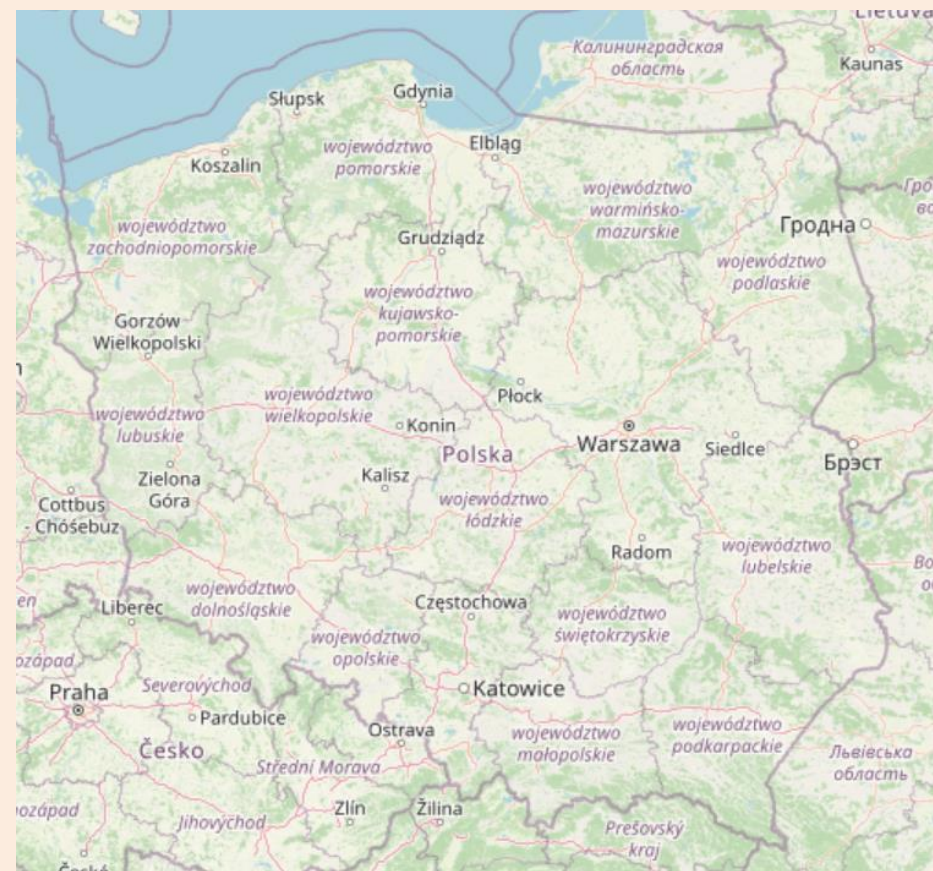 Lietuva
Калининградская
область
Kaunas
Słupsk
Gdynia
Elbląg
Koszalin
województwo
pomorskie
województwo
warmińsko-
mazurskie
Гродна
województwo
zachodniopomorskie
Grudziądz
województwo
podlaskie
województwo
kujawsko-
pomorskie
Gorzów
Wielkopolski
Płock
województwo
wielkopolskie
województwo
lubuskie
Konin
Warszawa
Siedlce
Polska
Брэст
Kalisz
Zielona
Góra
województwo
łódzkie
Cottbus
- Chóśebuz
Radom
województwo
lubelskie
województwo
dolnośląskie
Częstochowa
Liberec
województwo
świętokrzyskie
województwo
opolskie
Severovýchod
Praha
Katowice
Pardubice
Ostrava
województwo
małopolskie
województwo
podkarpackie
Česko
Львівська
область
Střední Morava
Zlín
Žilina
Jihovýchod
Prešovský
kraj